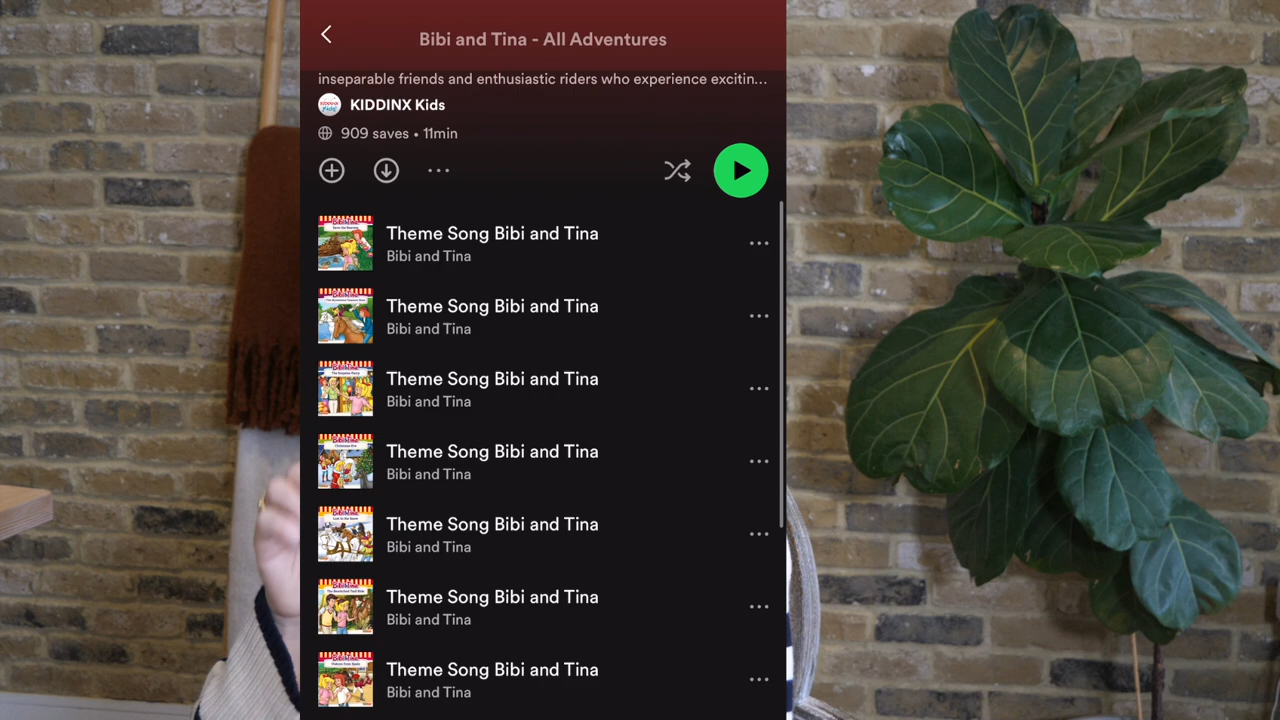 Bibi and Tina - All Adventures
inseparable friends and enthusiastic riders who experience excitin...
KIDDINX Kids
909 saves • 11min
Theme Song Bibi and Tina
Bibi and Tina
Theme Song Bibi and Tina
Bibi and Tina
Theme Song Bibi and Tina
Bibi and Tina
Theme Song Bibi and Tina
Bibi and Tina
Theme Song Bibi and Tina
Bibi and Tina
Theme Song Bibi and Tina
Bibi and Tina
Theme Song Bibi and Tina
Bibi and Tina